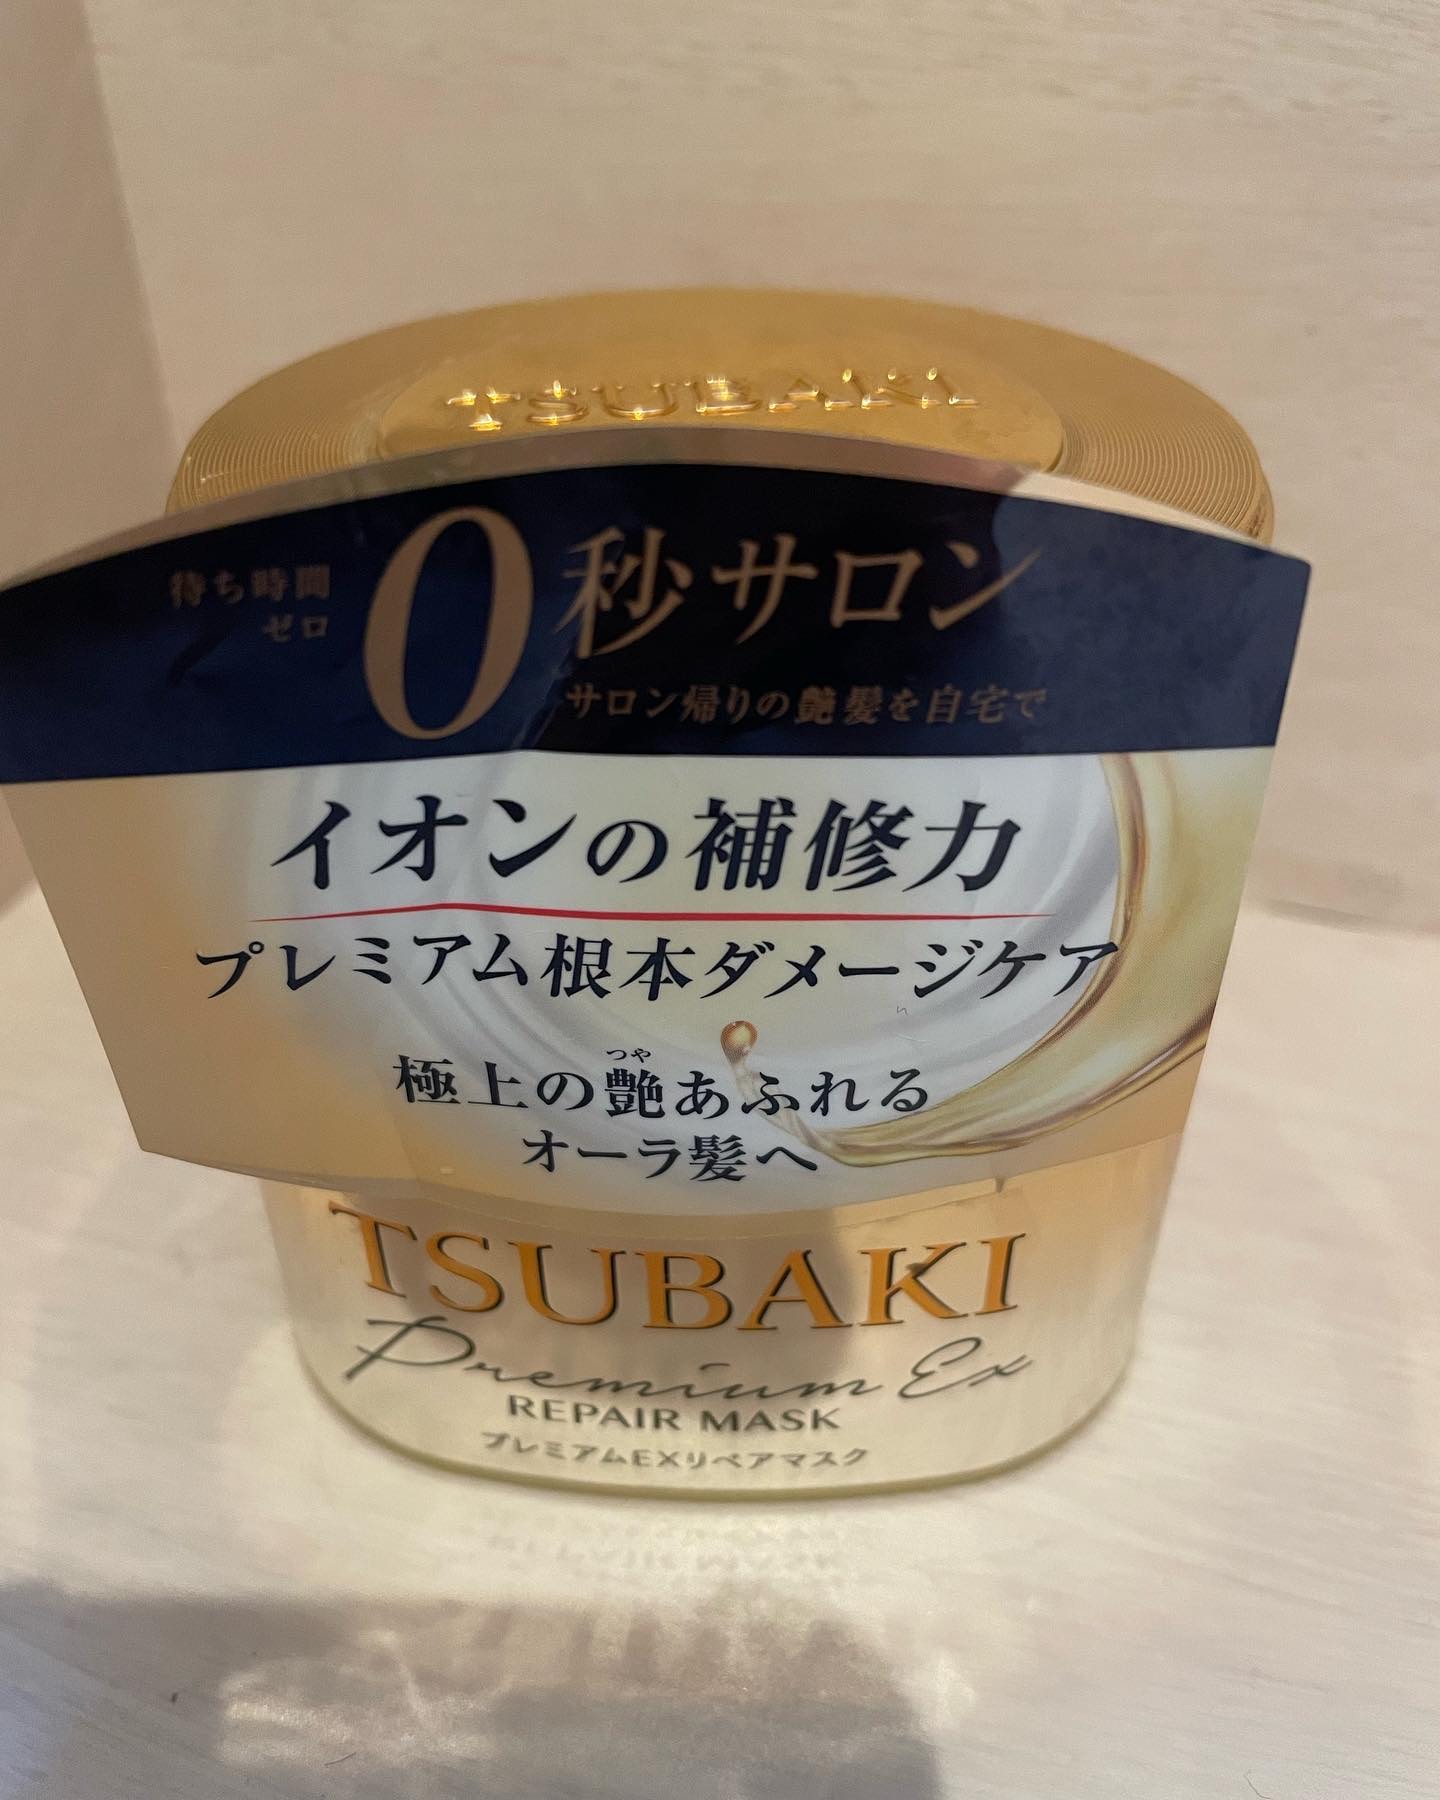 TSUBAKI
待ち時間
ゼロ
0秒サロン
サロン帰りの艶髪を自宅で
イオンの補修力
プレミアム根本ダメージケア
つや
極上の艶あふれる
オーラ髪へ
TSUBAKI
Premium Ex
REPAIR MASK
プレミアムEXリペアマスク